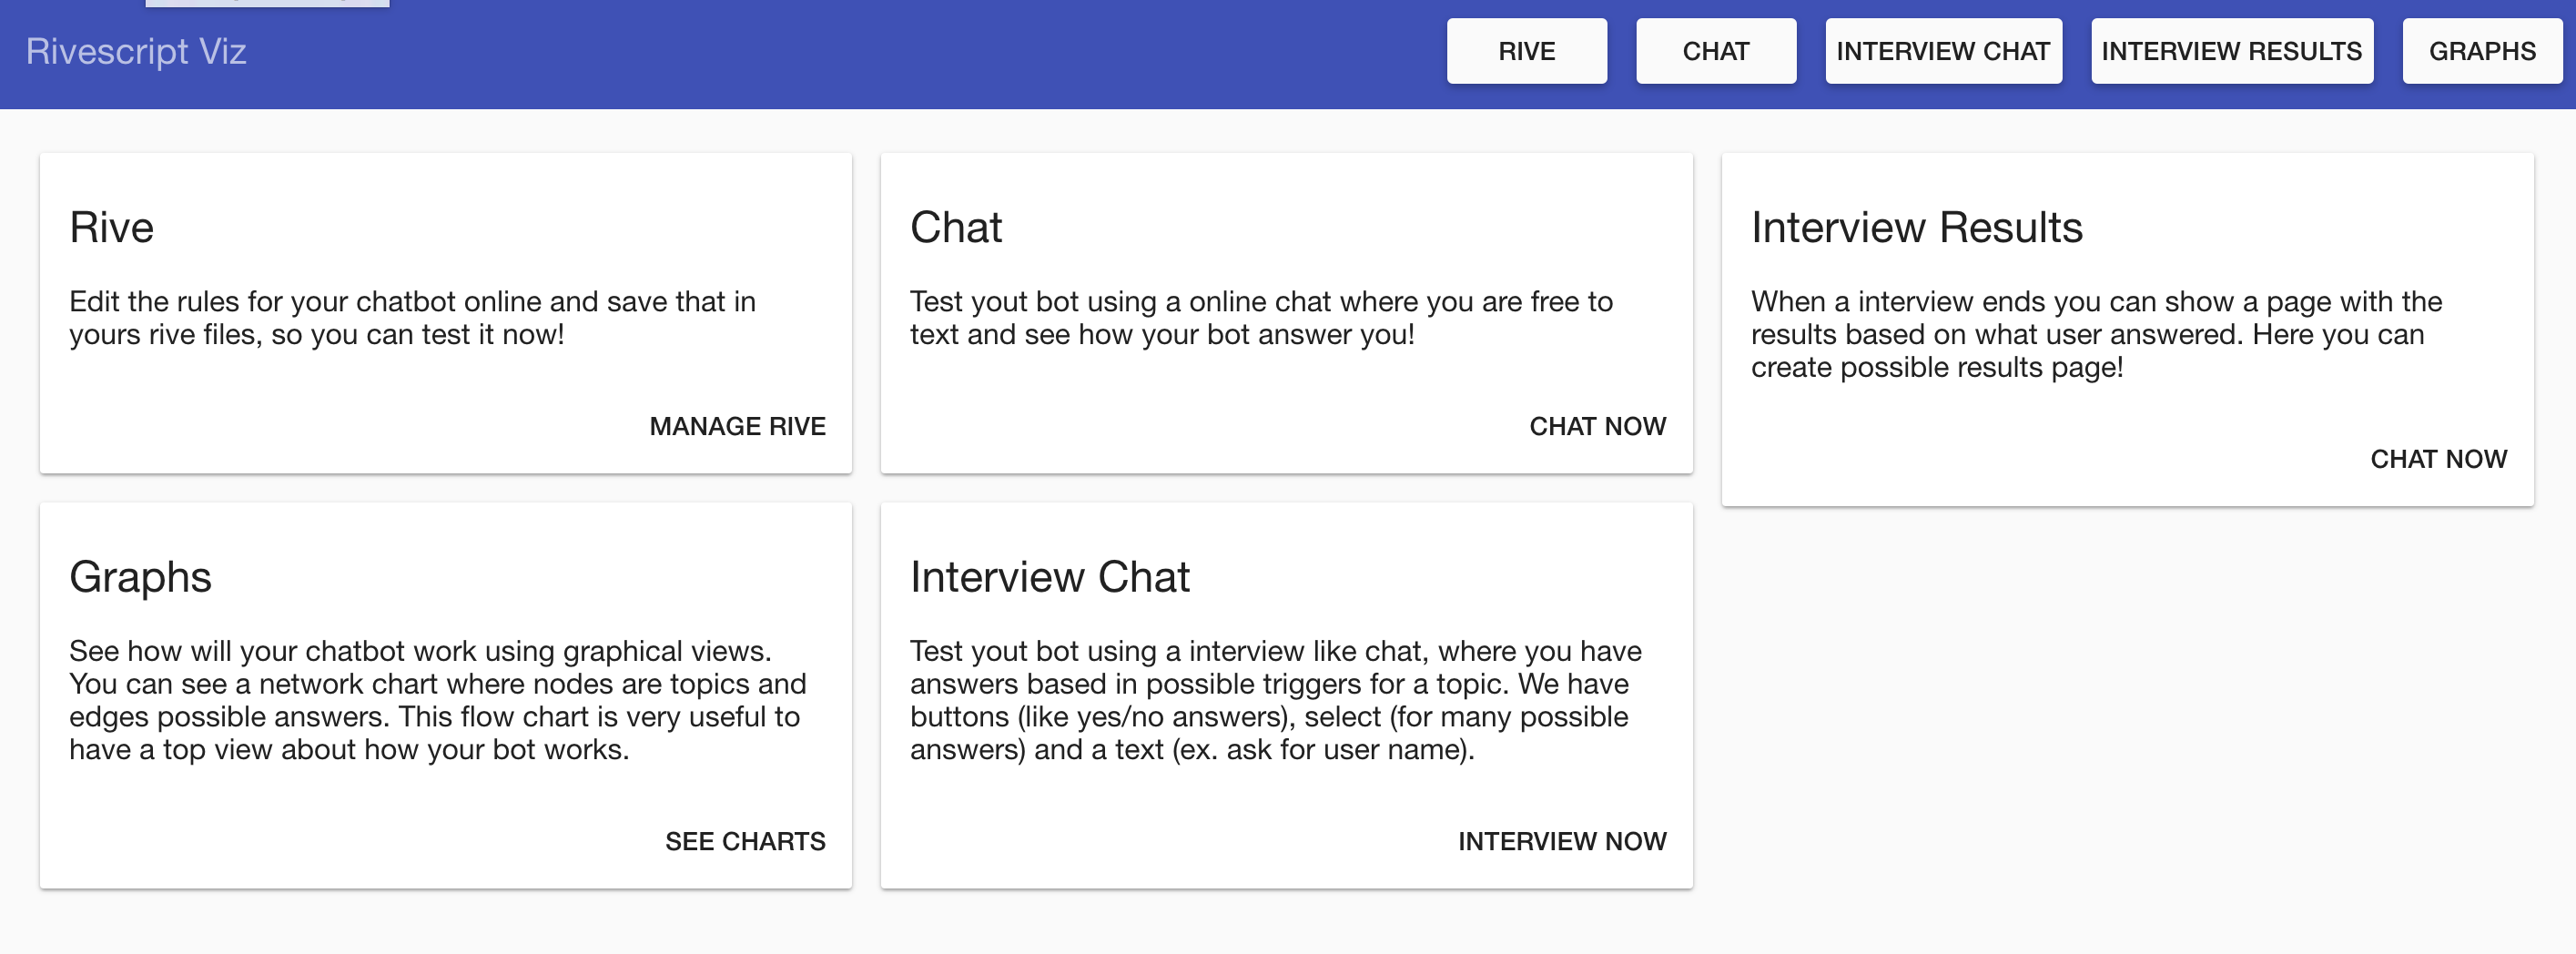 Rivescript Viz
RIVE
CHAT
INTERVIEW CHAT
INTERVIEW RESULTS
GRAPHS
Rive
Edit the rules for your chatbot online and save that in
yours rive files, so you can test it now!
MANAGE RIVE
Chat
Test yout bot using a online chat where you are free to
text and see how your bot answer you!
CHAT NOW
Interview Results
When a interview ends you can show a page with the
results based on what user answered. Here you can
create possible results page!
CHAT NOW
Graphs
See how will your chatbot work using graphical views.
You can see a network chart where nodes are topics and
edges possible answers. This flow chart is very useful to
have a top view about how your bot works.
SEE CHARTS
Interview Chat
Test yout bot using a interview like chat, where you have
answers based in possible triggers for a topic. We have
buttons (like yes/no answers), select (for many possible
answers) and a text (ex. ask for user name).
INTERVIEW NOW